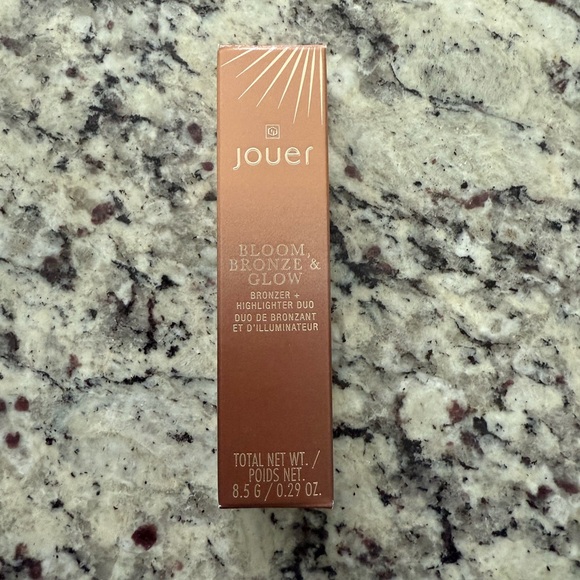 jouer
BLOOM,
BRONZE &
GLOW
BRONZER +
HIGHLIGHTER DUO
DUO DE BRONZANT
ET D'ILLUMINATEUR
TOTAL NET WT. /
POIDS NET.
8.5 G / 0.29 OZ.